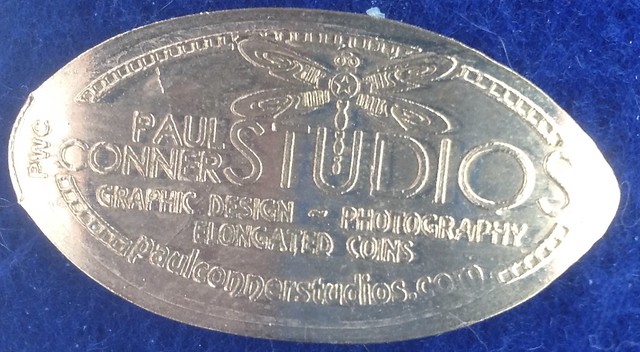 PWC
PAUL
CONNER STUDIOS
GRAPHIC DESIGN ~ PHOTOGRAPHY
ELONGATED COINS
paulconnerstudios.com